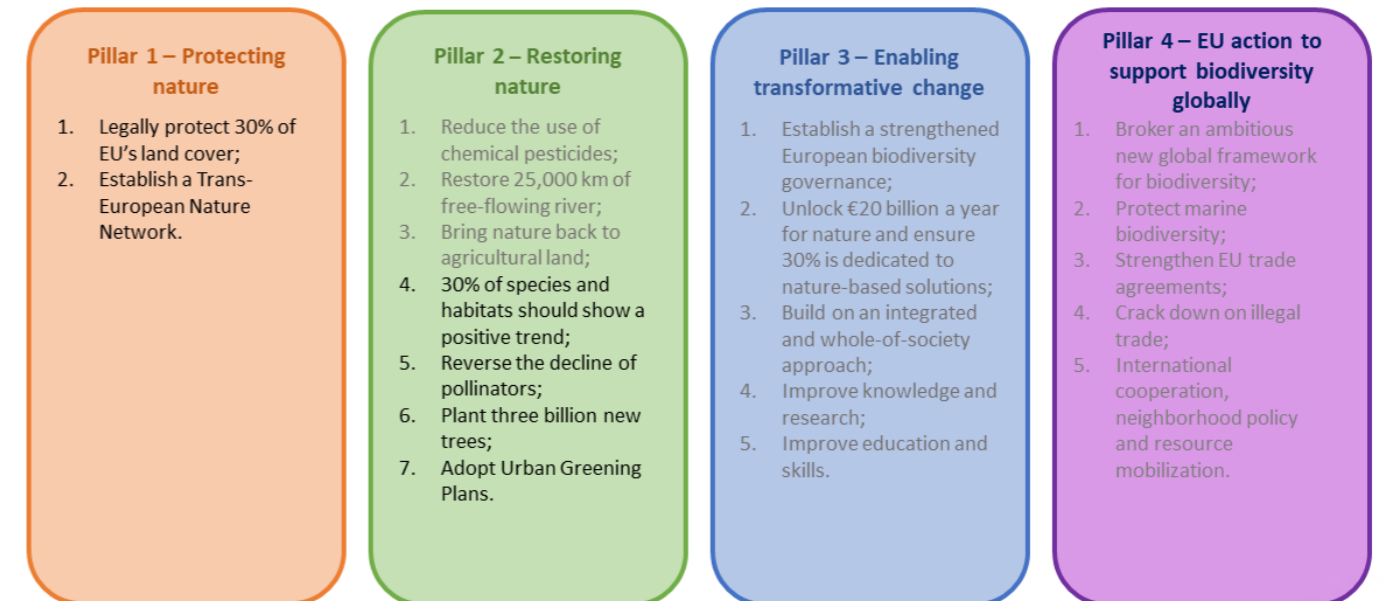 Pillar 1 – Protecting
nature
1. Legally protect 30% of
EU's land cover;
2. Establish a Trans-
European Nature
Network.
Pillar 2 – Restoring
nature
1. Reduce the use of
chemical pesticides;
2. Restore 25,000 km of
free-flowing river;
3. Bring nature back to
agricultural land;
4. 30% of species and
habitats should show a
positive trend;
5. Reverse the decline of
pollinators;
6. Plant three billion new
trees;
7. Adopt Urban Greening
Plans.
Pillar 3 – Enabling
transformative change
1. Establish a strengthened
European biodiversity
governance;
2. Unlock €20 billion a year
for nature and ensure
30% is dedicated to
nature-based solutions;
3. Build on an integrated
and whole-of-society
approach;
4. Improve knowledge and
research;
5. Improve education and
skills.
Pillar 4 – EU action to
support biodiversity
globally
1. Broker an ambitious
new global framework
for biodiversity;
2. Protect marine
biodiversity;
3. Strengthen EU trade
agreements;
4. Crack down on illegal
trade;
5. International
cooperation,
neighborhood policy
and resource
mobilization.